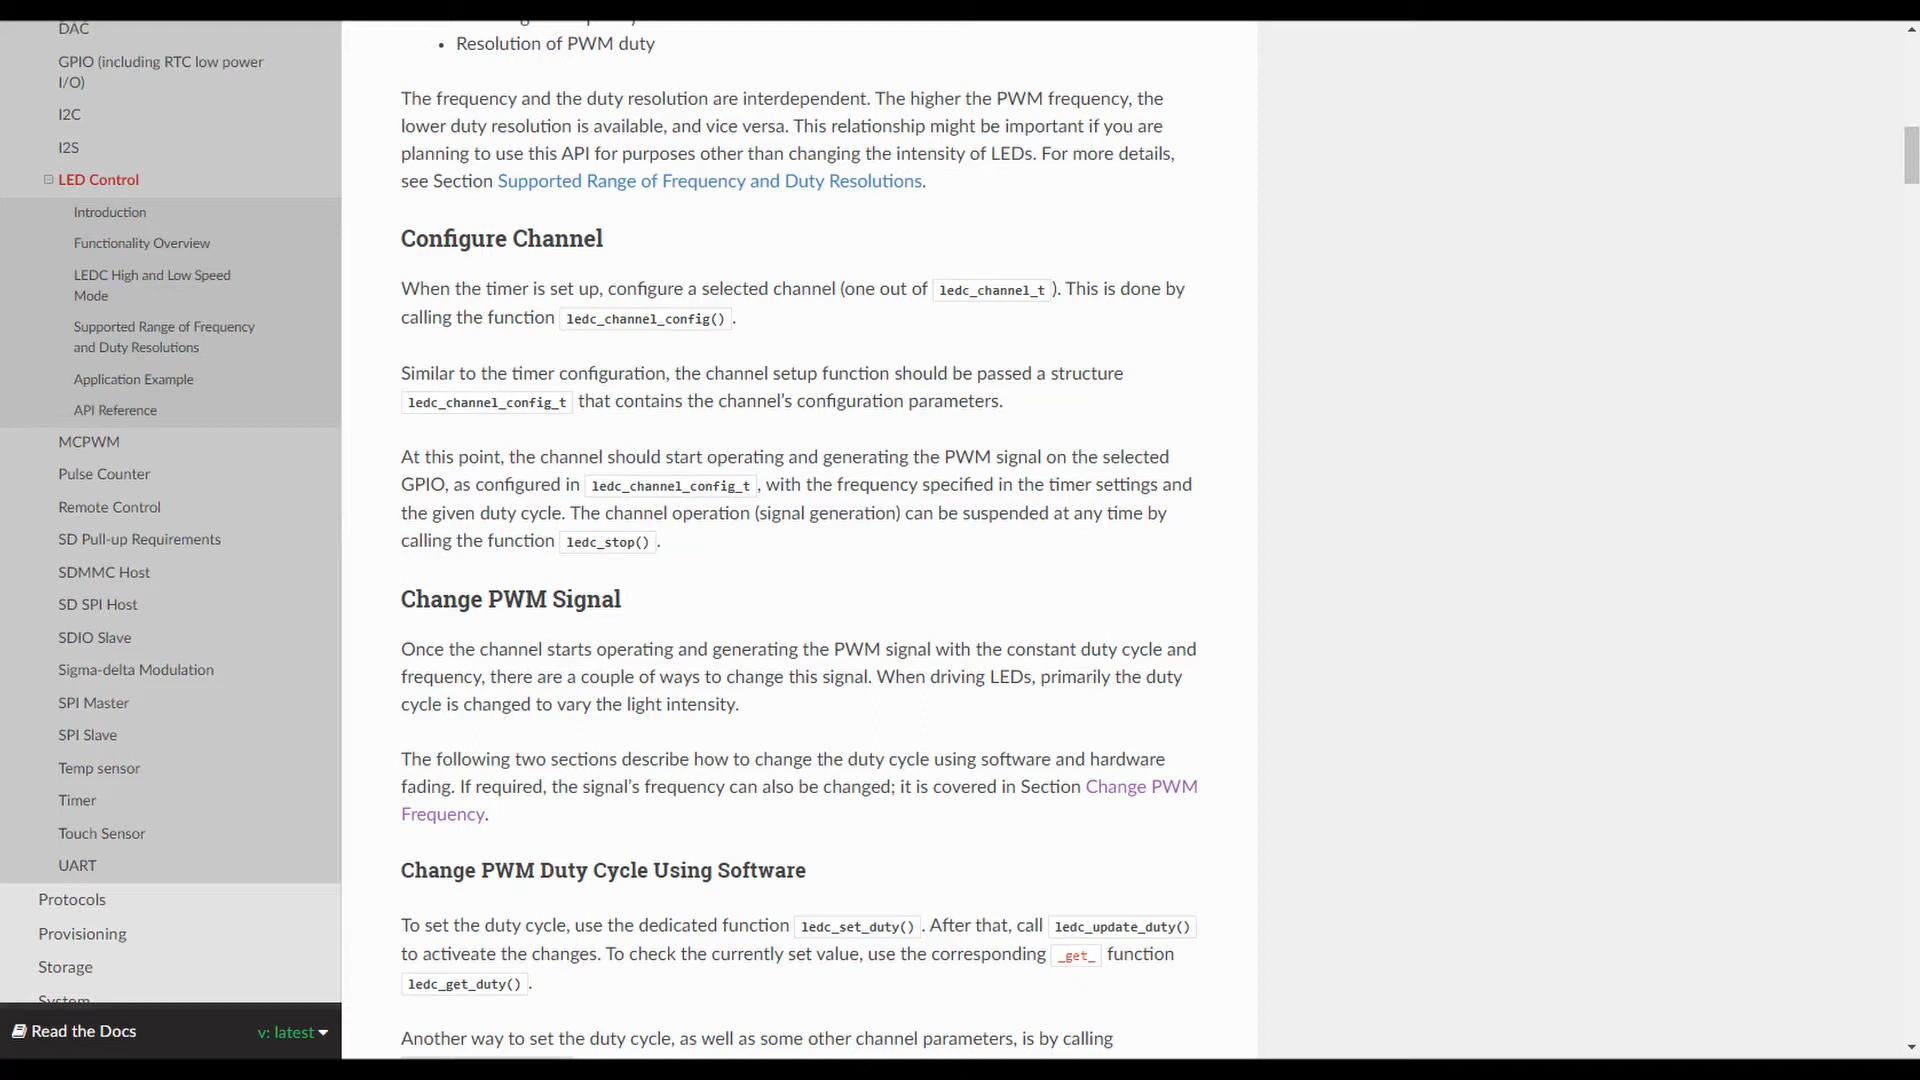 DAC
GPIO (including RTC low power
I/O)
I2C
I2S
LED Control
Introduction
Functionality Overview
LEDC High and Low Speed
Mode
Supported Range of Frequency
and Duty Resolutions
Application Example
API Reference
MCPWM
Pulse Counter
Remote Control
SD Pull-up Requirements
SDMMC Host
SD SPI Host
SDIO Slave
Sigma-delta Modulation
SPI Master
SPI Slave
Temp sensor
Timer
Touch Sensor
UART
Protocols
Provisioning
Storage
System
Read the Docs
v: latest
• Resolution of PWM duty
The frequency and the duty resolution are interdependent. The higher the PWM frequency, the
lower duty resolution is available, and vice versa. This relationship might be important if you are
planning to use this API for purposes other than changing the intensity of LEDs. For more details,
see Section Supported Range of Frequency and Duty Resolutions.
Configure Channel
When the timer is set up, configure a selected channel (one out of ledc_channel_t). This is done by
calling the function ledc_channel_config().
Similar to the timer configuration, the channel setup function should be passed a structure
ledc_channel_config_t that contains the channel's configuration parameters.
At this point, the channel should start operating and generating the PWM signal on the selected
GPIO, as configured in ledc_channel_config_t, with the frequency specified in the timer settings and
the given duty cycle. The channel operation (signal generation) can be suspended at any time by
calling the function ledc_stop().
Change PWM Signal
Once the channel starts operating and generating the PWM signal with the constant duty cycle and
frequency, there are a couple of ways to change this signal. When driving LEDs, primarily the duty
cycle is changed to vary the light intensity.
The following two sections describe how to change the duty cycle using software and hardware
fading. If required, the signal's frequency can also be changed; it is covered in Section Change PWM
Frequency.
Change PWM Duty Cycle Using Software
To set the duty cycle, use the dedicated function ledc_set_duty(). After that, call ledc_update_duty()
to activeate the changes. To check the currently set value, use the corresponding _get_ function
ledc_get_duty().
Another way to set the duty cycle, as well as some other channel parameters, is by calling